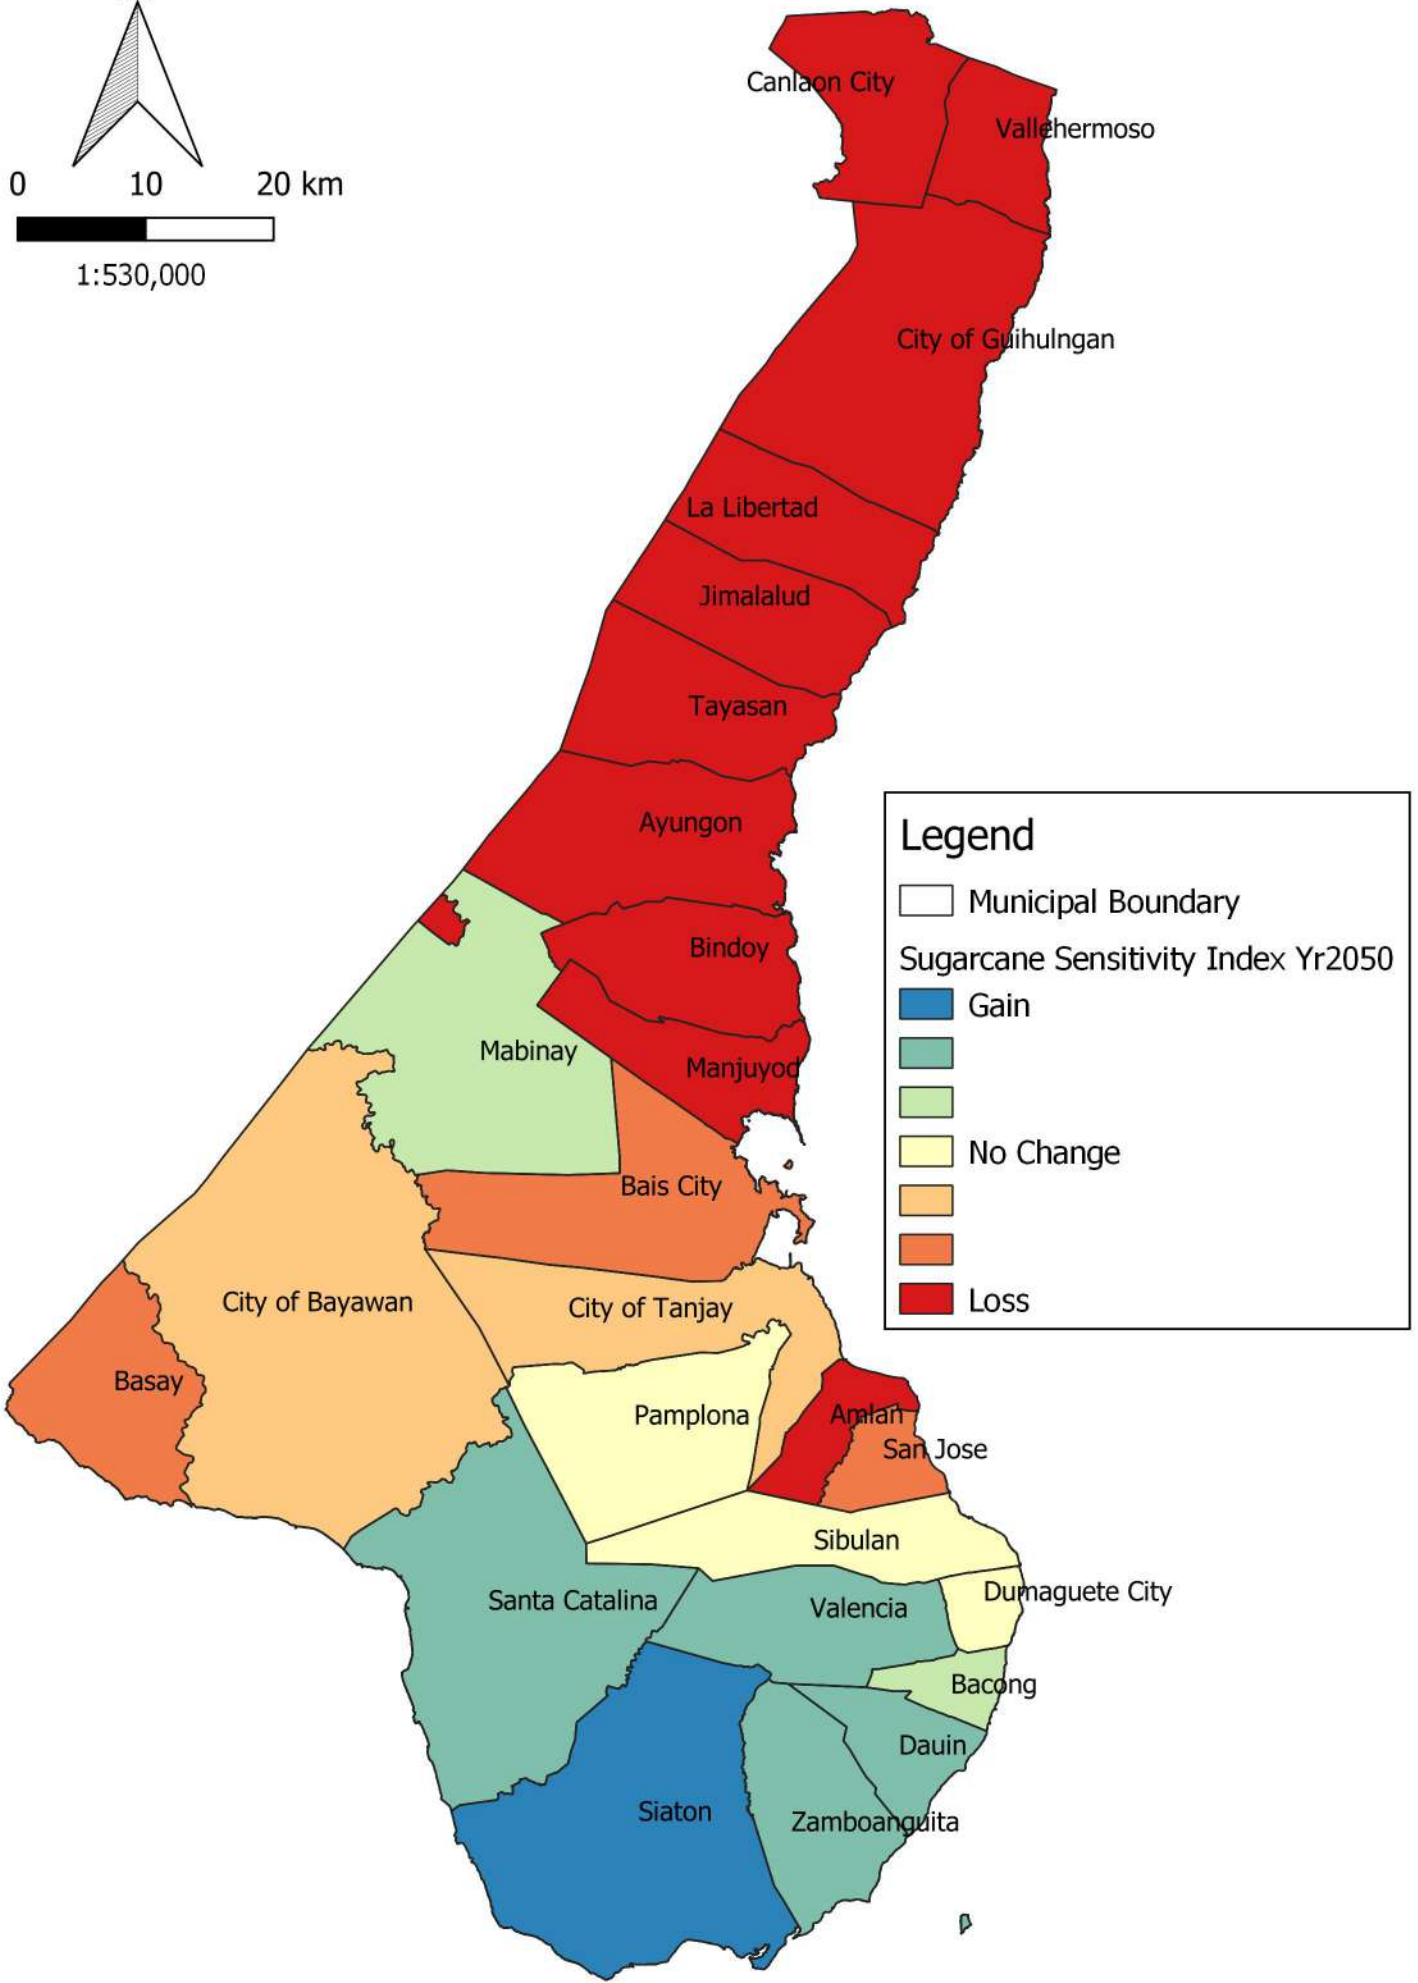 0 10 20 km
1:530,000
Canlaon City
Vallehermoso
City of Guihulngan
La Libertad
Jimalalud
Tayasan
Ayungon
Bindoy
Mabinay
Manjuyod
Bais City
City of Bayawan
City of Tanjay
Basay
Pamplona
Amlan
San Jose
Sibulan
Santa Catalina
Valencia
Dumaguete City
Bacong
Dauin
Siaton
Zamboanguita
Legend
Municipal Boundary
Sugarcane Sensitivity Index Yr2050
Gain
No Change
Loss